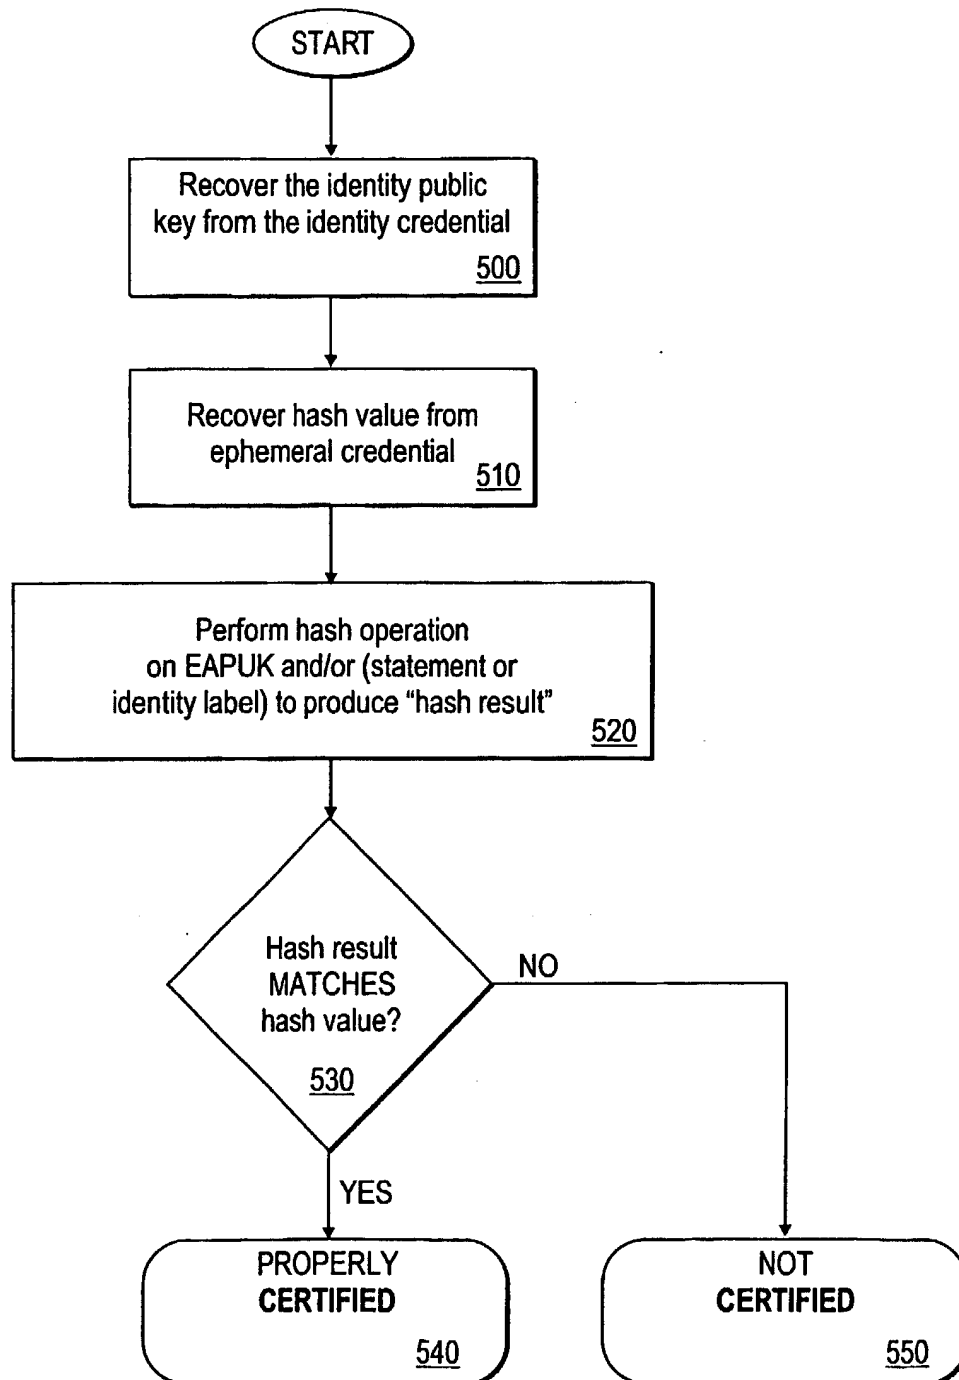 START
Recover the identity public
key from the identity credential
500
Recover hash value from
ephemeral credential
510
Perform hash operation
on EAPUK and/or (statement or
identity label) to produce “hash result”
520
Hash result
MATCHES
hash value?
530
NO
YES
PROPERLY
CERTIFIED
540
NOT
CERTIFIED
550